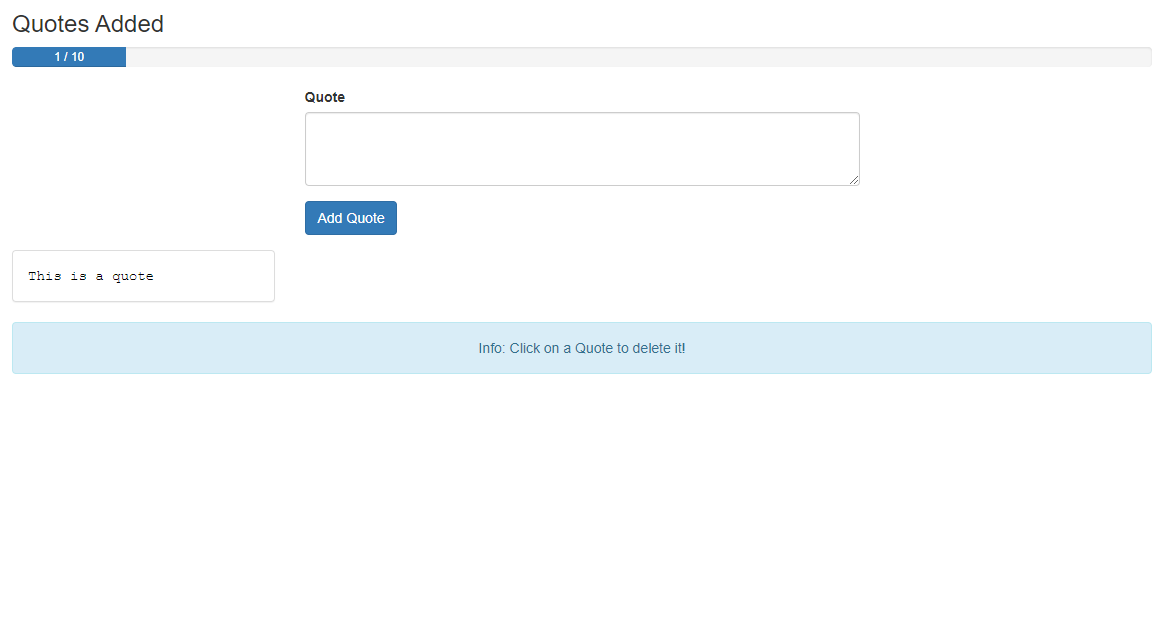 Quotes Added
1 / 10
Quote
Add Quote
This is a quote
Info: Click on a Quote to delete it!